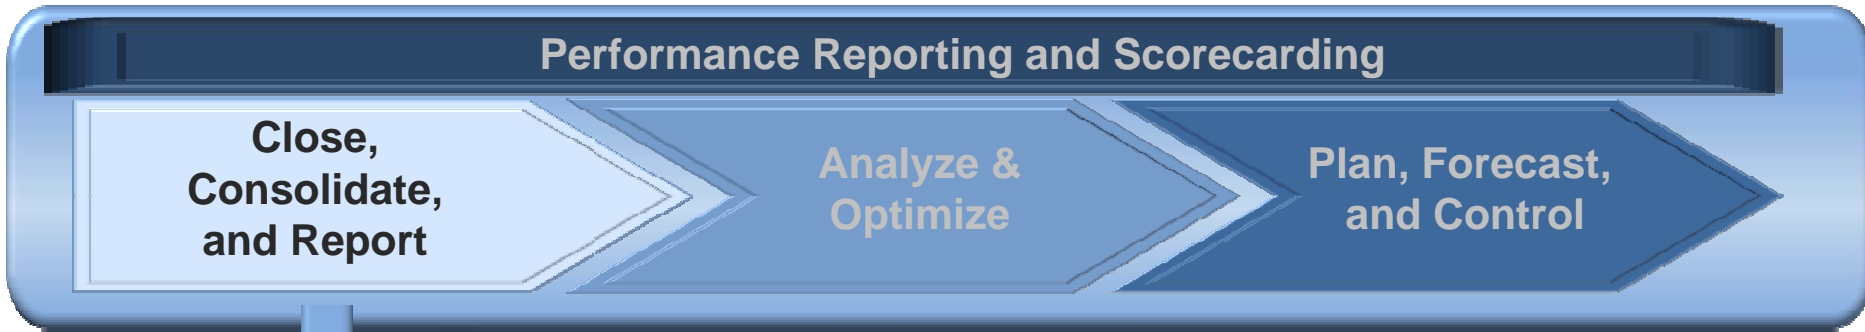 Performance Reporting and Scorecarding
Close,
Consolidate,
and Report
Analyze &
Optimize
Plan, Forecast,
and Control